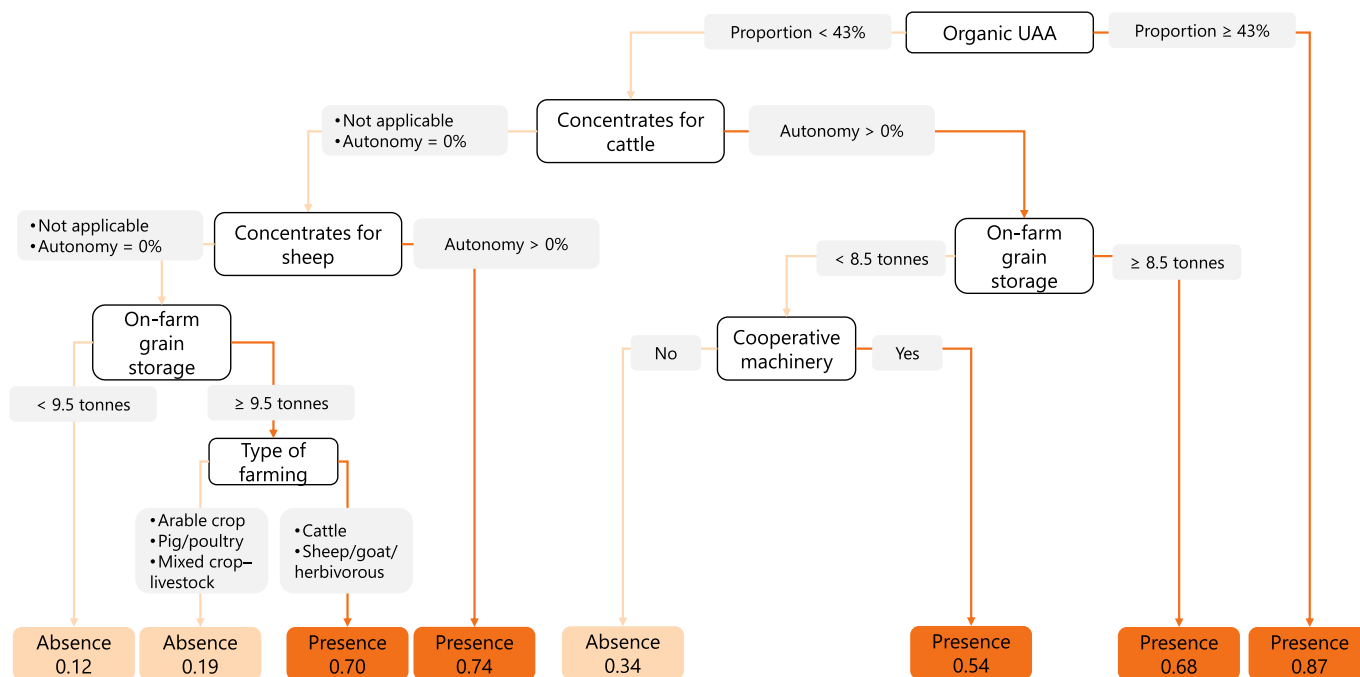 Proportion < 43%
Organic UAA
Proportion ≥ 43%
•Not applicable
•Autonomy = 0%
Concentrates for
cattle
Autonomy > 0%
•Not applicable
•Autonomy = 0%
Concentrates for
sheep
Autonomy > 0%
< 8.5 tonnes
On-farm
grain
storage
≥ 8.5 tonnes
On-farm
grain
storage
No
Cooperative
machinery
Yes
< 9.5 tonnes
≥ 9.5 tonnes
Type of
farming
•Arable crop
•Pig/poultry
•Mixed crop–
livestock
•Cattle
•Sheep/goat/
herbivorous
Absence
0.12
Absence
0.19
Presence
0.70
Presence
0.74
Absence
0.34
Presence
0.54
Presence
0.68
Presence
0.87